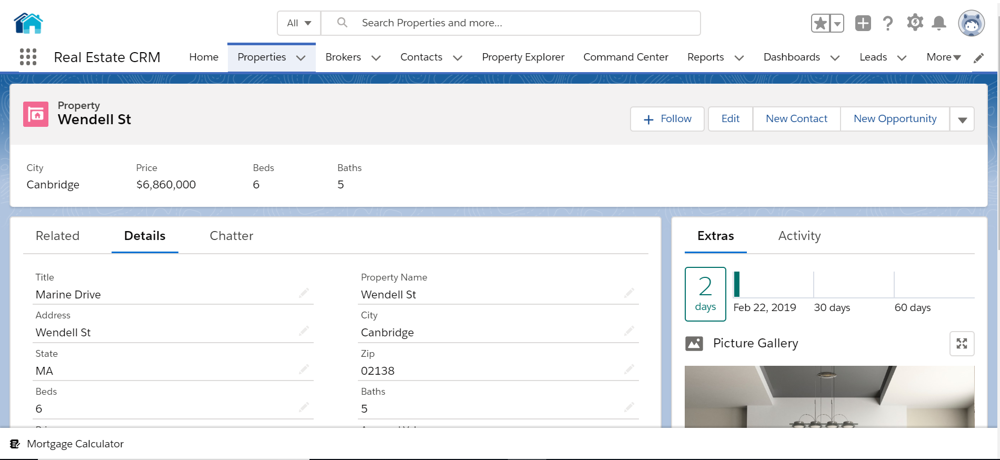 All
Search Properties and more...
Real Estate CRM
Home
Properties
Brokers
Contacts
Property Explorer
Command Center
Reports
Dashboards
Leads
More
Property
Wendell St
Follow
Edit
New Contact
New Opportunity
City
Price
Beds
Baths
Canbridge
$6,860,000
6
5
Related
Details
Chatter
Title
Property Name
Marine Drive
Wendell St
Address
City
Wendell St
Canbridge
State
Zip
MA
02138
Beds
Baths
6
5
Extras
Activity
2
days
Feb 22, 2019
30 days
60 days
Picture Gallery
Mortgage Calculator